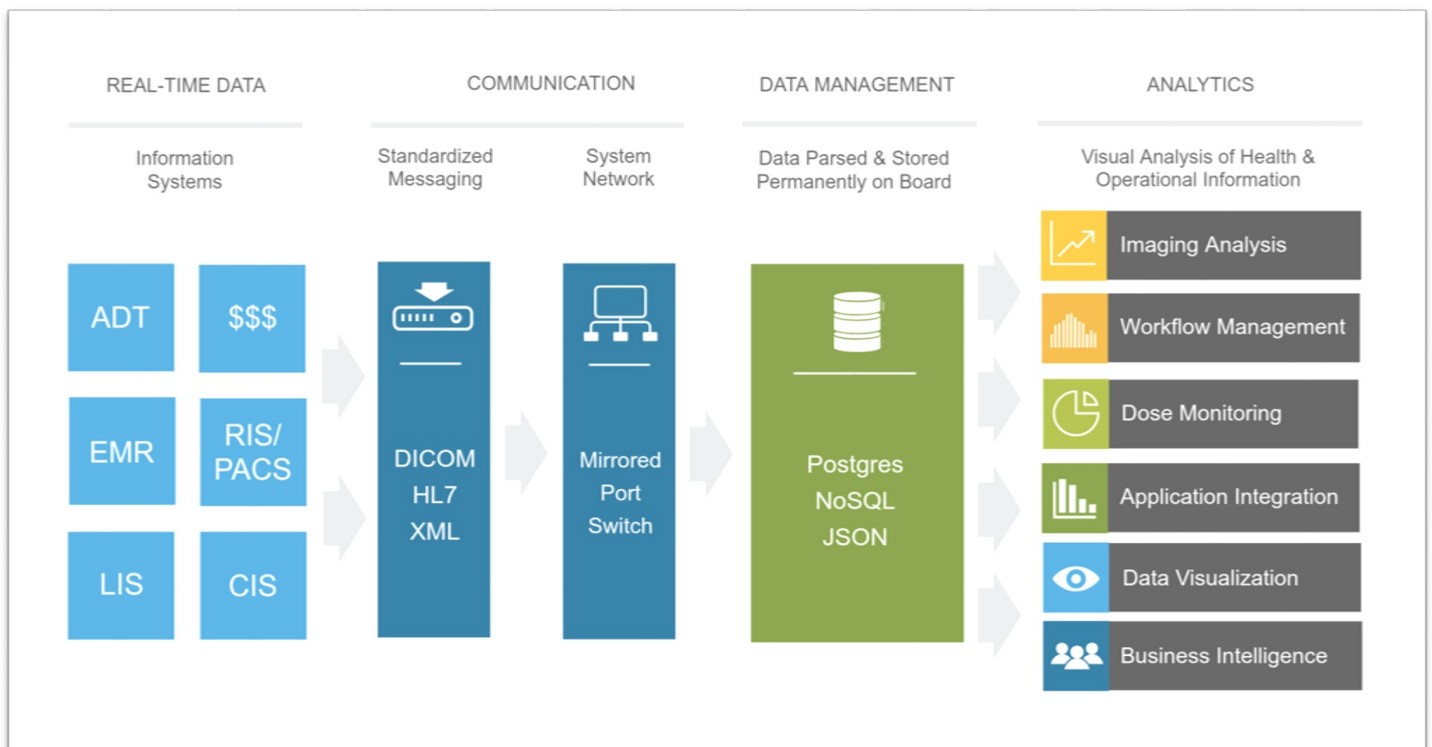 REAL-TIME DATA
COMMUNICATION
DATA MANAGEMENT
ANALYTICS
Information
Systems
Standardized
Messaging
System
Network
Data Parsed & Stored
Permanently on Board
Visual Analysis of Health &
Operational Information
ADT
$$$
EMR
RIS/
PACS
LIS
CIS
DICOM
HL7
XML
Mirrored
Port
Switch
Postgres
NoSQL
JSON
Imaging Analysis
Workflow Management
Dose Monitoring
Application Integration
Data Visualization
Business Intelligence